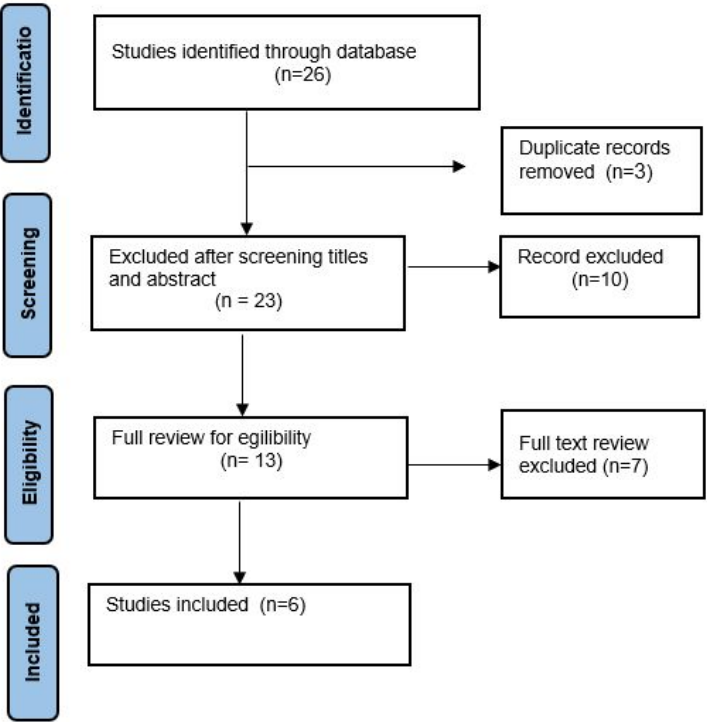 Identificatio
Studies identified through database
(n=26)
Duplicate records
removed (n=3)
Screening
Excluded after screening titles
and abstract
(n = 23)
Record excluded
(n=10)
Eligibility
Full review for egilibility
(n= 13)
Full text review
excluded (n=7)
Included
Studies included (n=6)